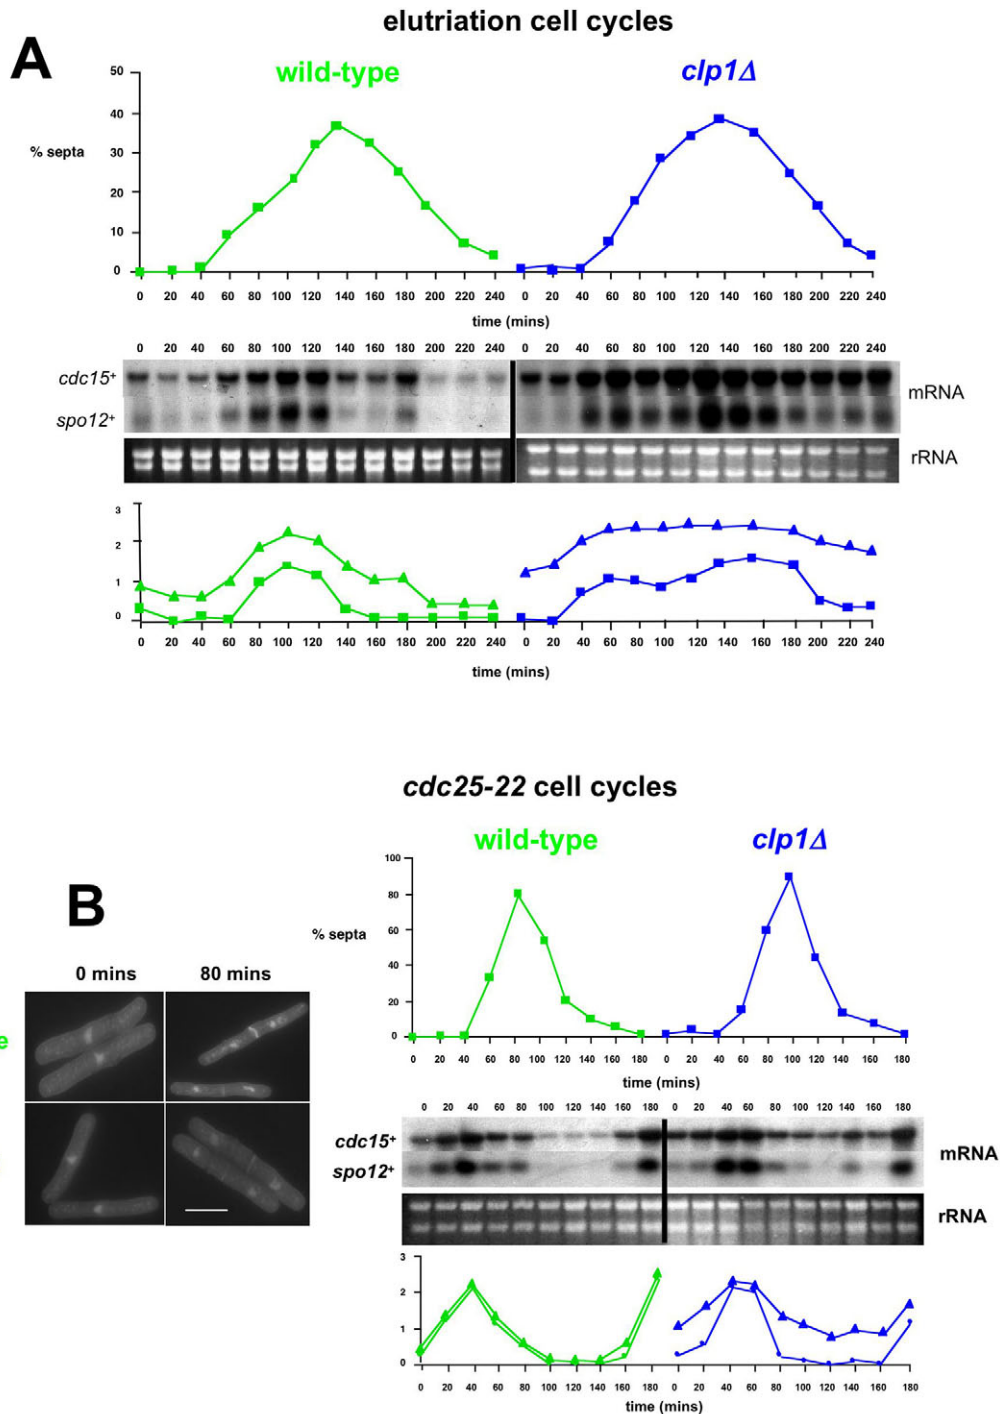 elutriation cell cycles
A
wild-type
clp1Δ
50
40
30
20
10
0
% septa
0 20 40 60 80 100 120 140 160 180 200 220 240 0 20 40 60 80 100 120 140 160 180 200 220 240
time (mins)
0 20 40 60 80 100 120 140 160 180 200 220 240 0 20 40 60 80 100 120 140 160 180 200 220 240
cdc15+
spo12+
mRNA
rRNA
3
2
1
0
0 20 40 60 80 100 120 140 160 180 200 220 240 0 20 40 60 80 100 120 140 160 180 200 220 240
time (mins)
cdc25-22 cell cycles
wild-type
clp1Δ
B
100
80
60
40
20
0
% septa
0 20 40 60 80 100 120 140 160 180 0 20 40 60 80 100 120 140 160 180
time (mins)
0 mins
80 mins
e
0 20 40 60 80 100 120 140 160 180 0 20 40 60 80 100 120 140 160 180
cdc15+
spo12+
mRNA
rRNA
3
2
1
0
0 20 40 60 80 100 120 140 160 180 0 20 40 60 80 100 120 140 160 180
time (mins)